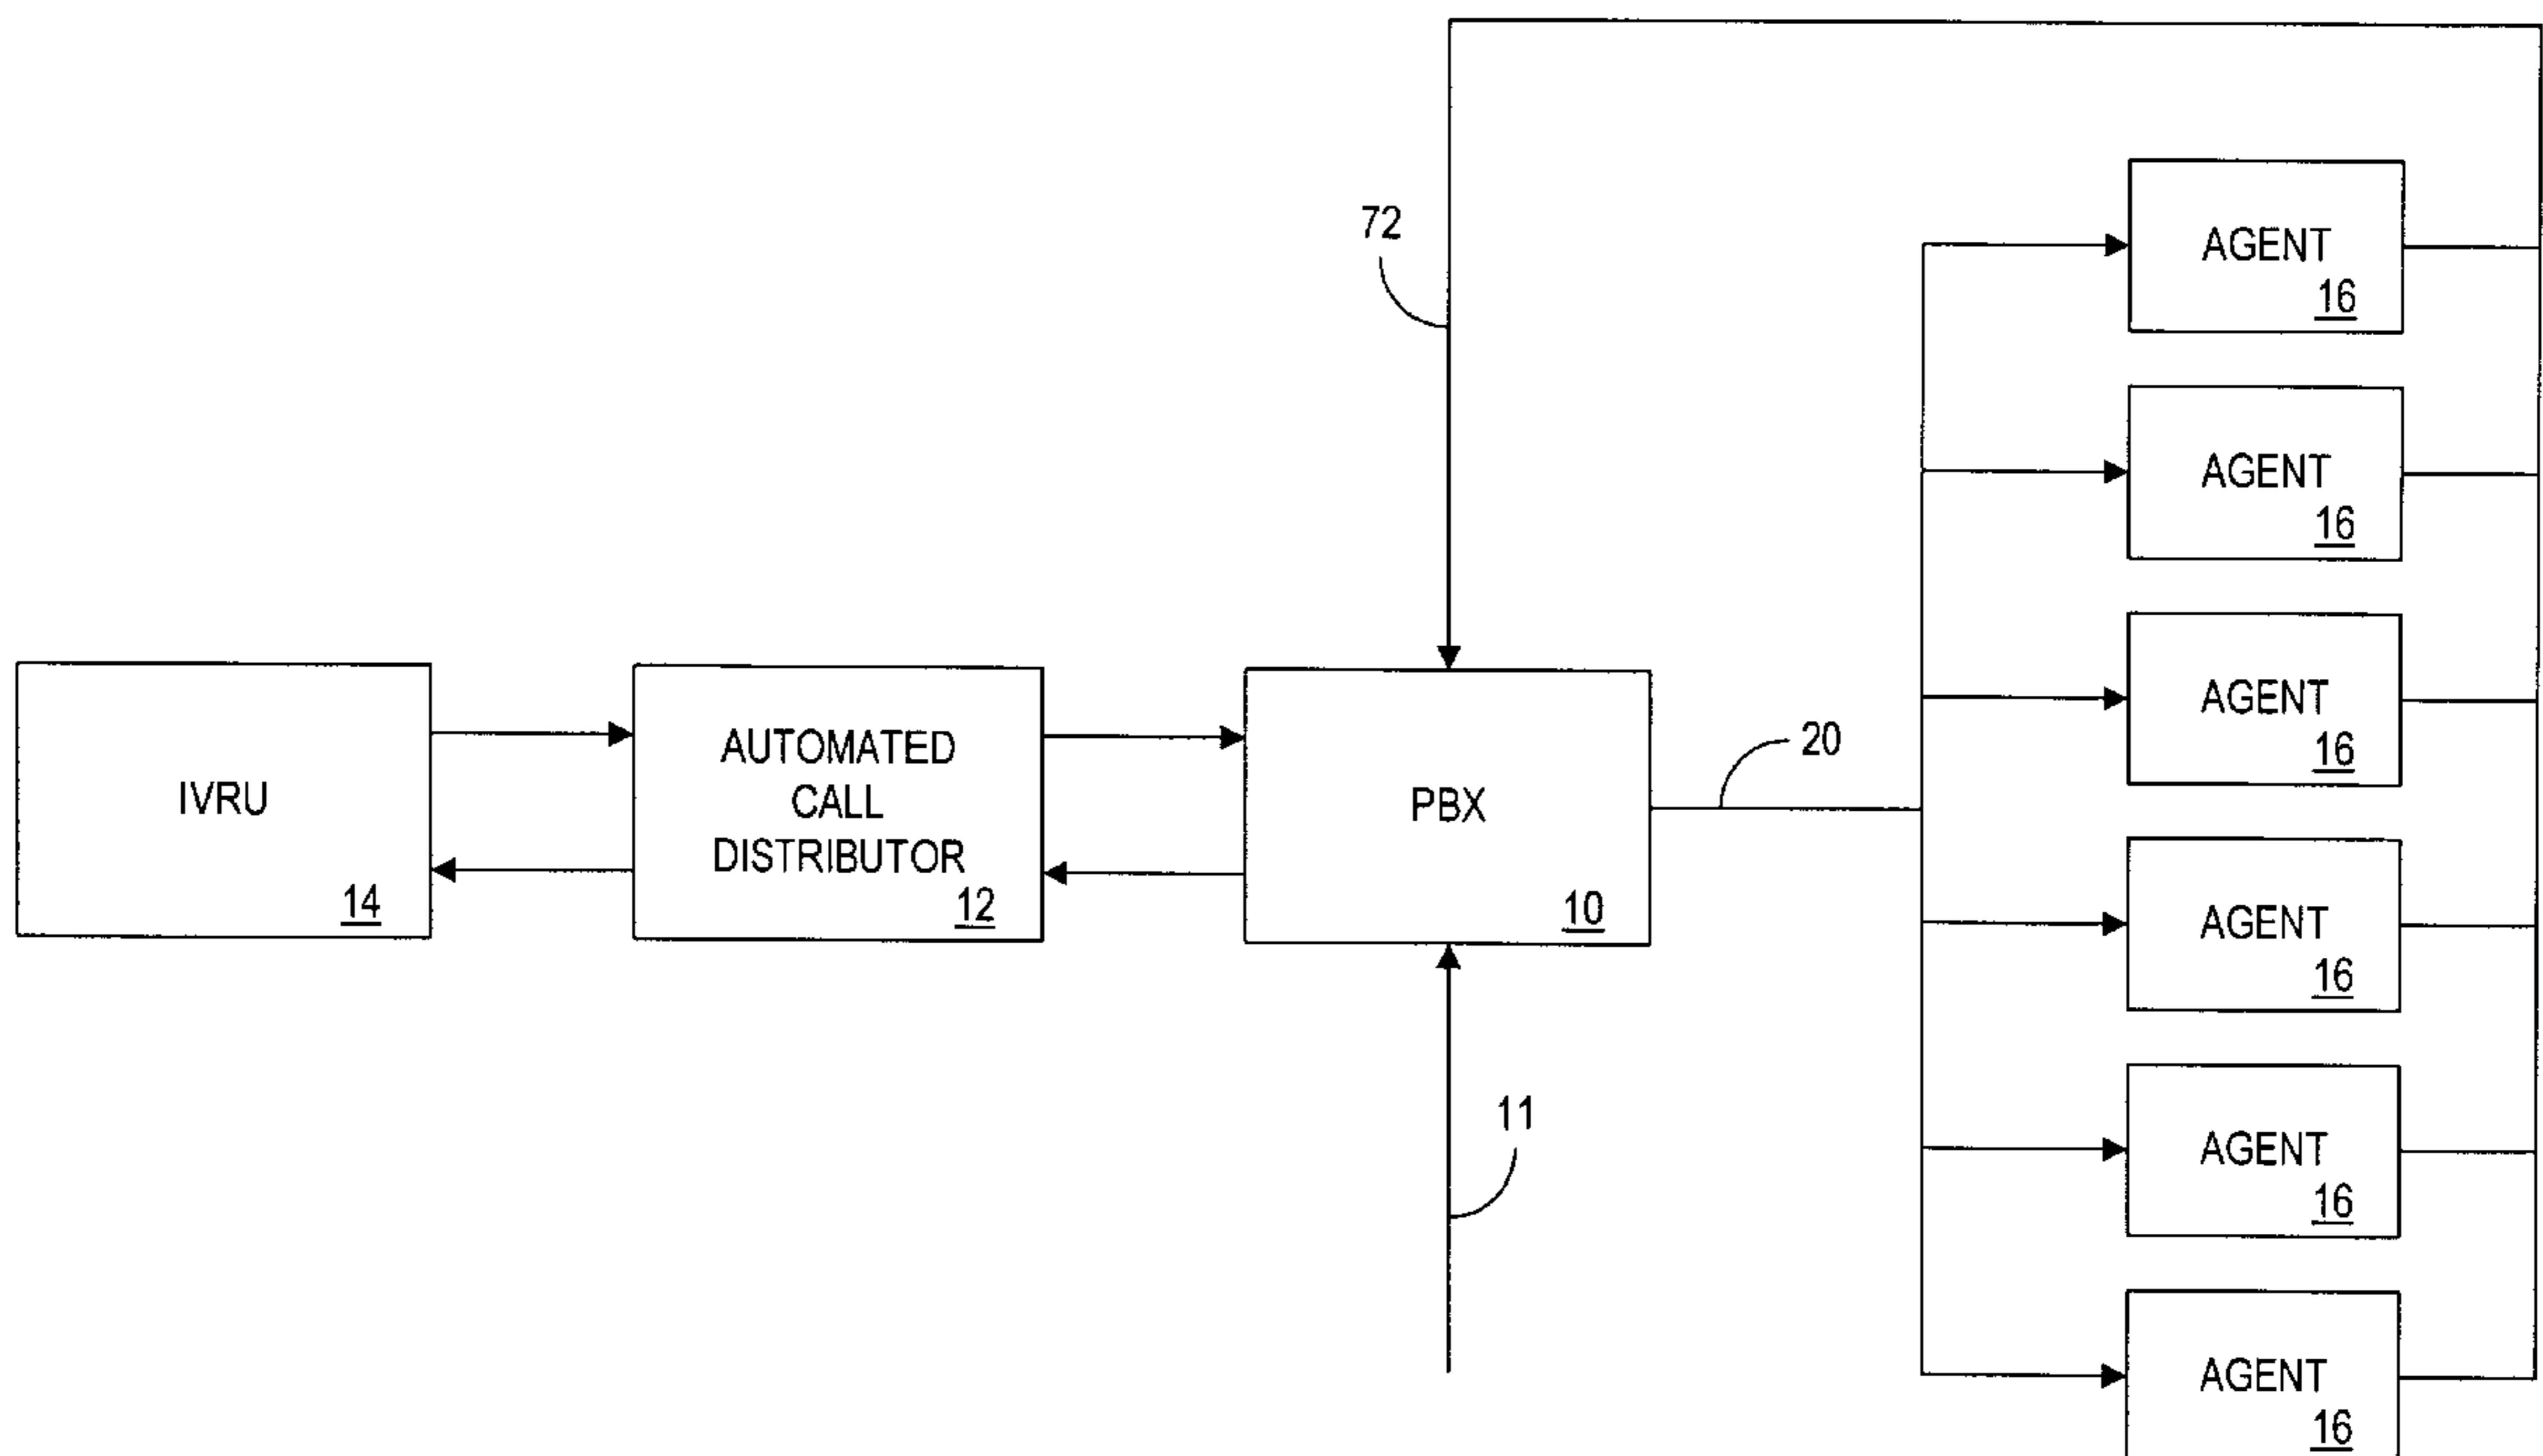 72
AGENT
16
AGENT
16
AGENT
16
AGENT
16
AGENT
16
AGENT
16
IVRU
14
AUTOMATED
CALL
DISTRIBUTOR
12
PBX
10
20
11